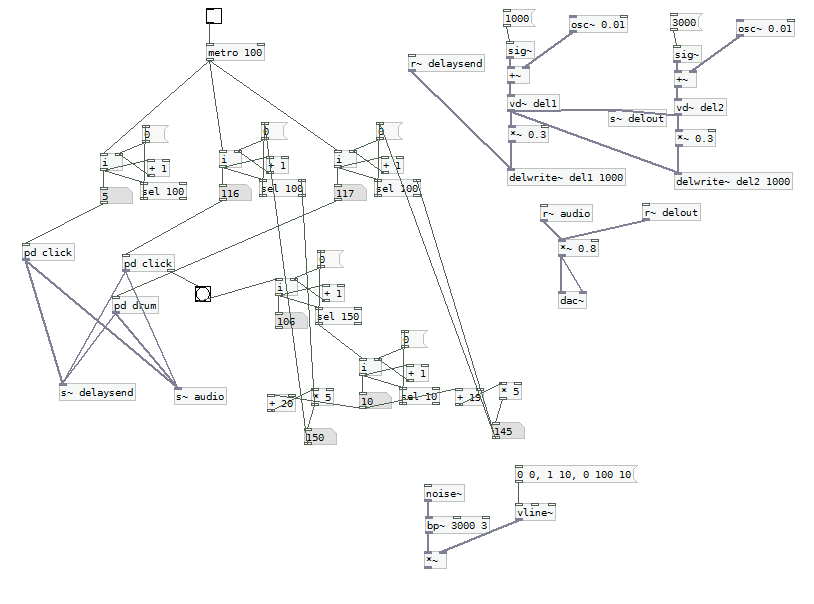 1000
osc~ 0.01
3000
osc~ 0.01
metro 100
sig~
sig~
r~ delaysend
+~
+~
vd~ del1
vd~ del2
s~ delout
0
0
0
*~ 0.3
*~ 0.3
i
i
i
+ 1
+ 1
+ 1
5
sel 100
116
sel 100
117
sel 100
delwrite~ del1 1000
delwrite~ del2 1000
r~ audio
r~ delout
pd click
pd click
*~ 0.8
0
i
+ 1
dac~
pd drum
106
sel 150
0
i
+ 1
s~ delaysend
s~ audio
+ 20
* 5
10
sel 10
+ 15
* 5
150
145
0 0, 1 10, 0 100 10
noise~
vline~
bp~ 3000 3
*~